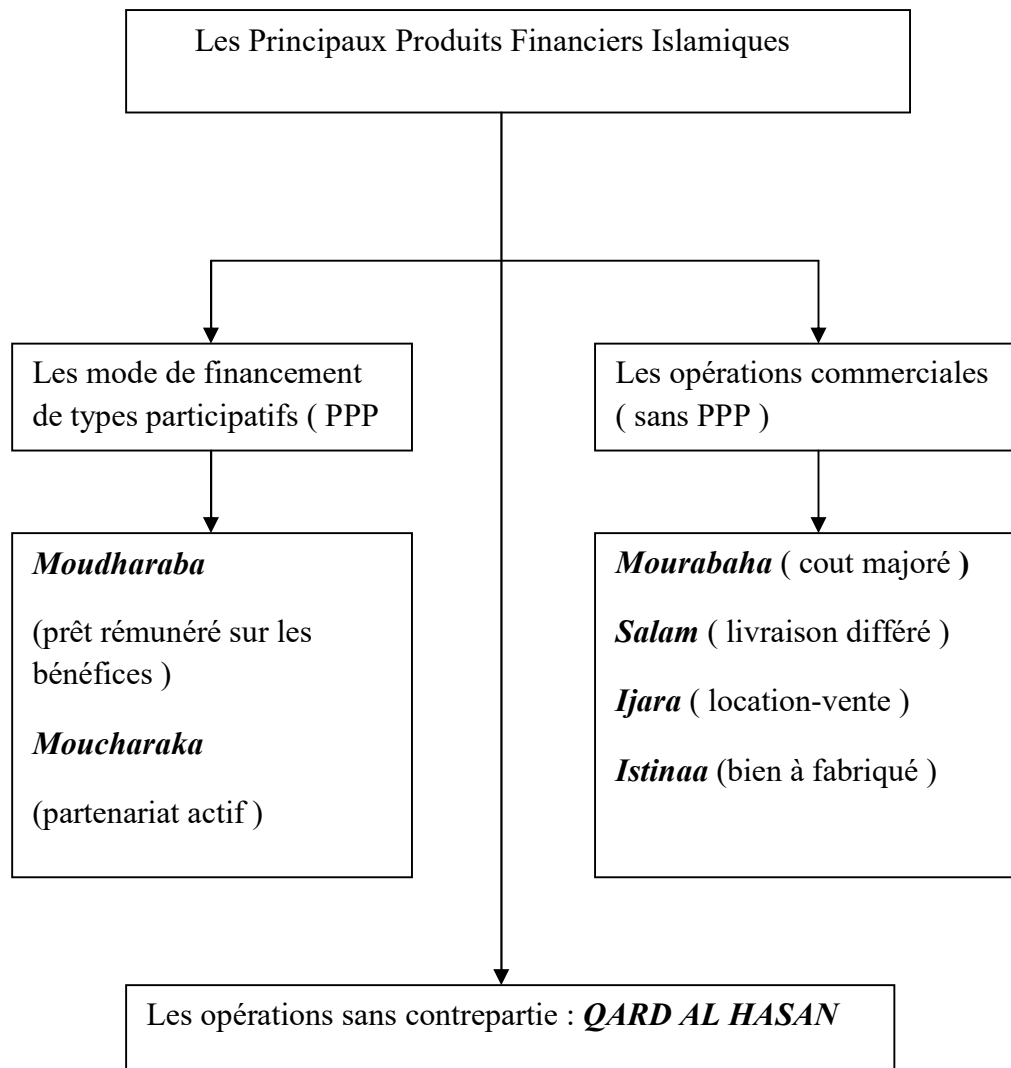 Les Principaux Produits Financiers Islamiques
Les mode de financement
de types participatifs ( PPP
Les opérations commerciales
( sans PPP )
Moudharaba
(prêt rémunéré sur les
bénéfices )
Moucharaka
(partenariat actif )
Mourabaha ( cout majoré )
Salam ( livraison différé )
Ijara ( location-vente )
Istinaa (bien à fabriqué )
Les opérations sans contrepartie : QARD AL HASAN